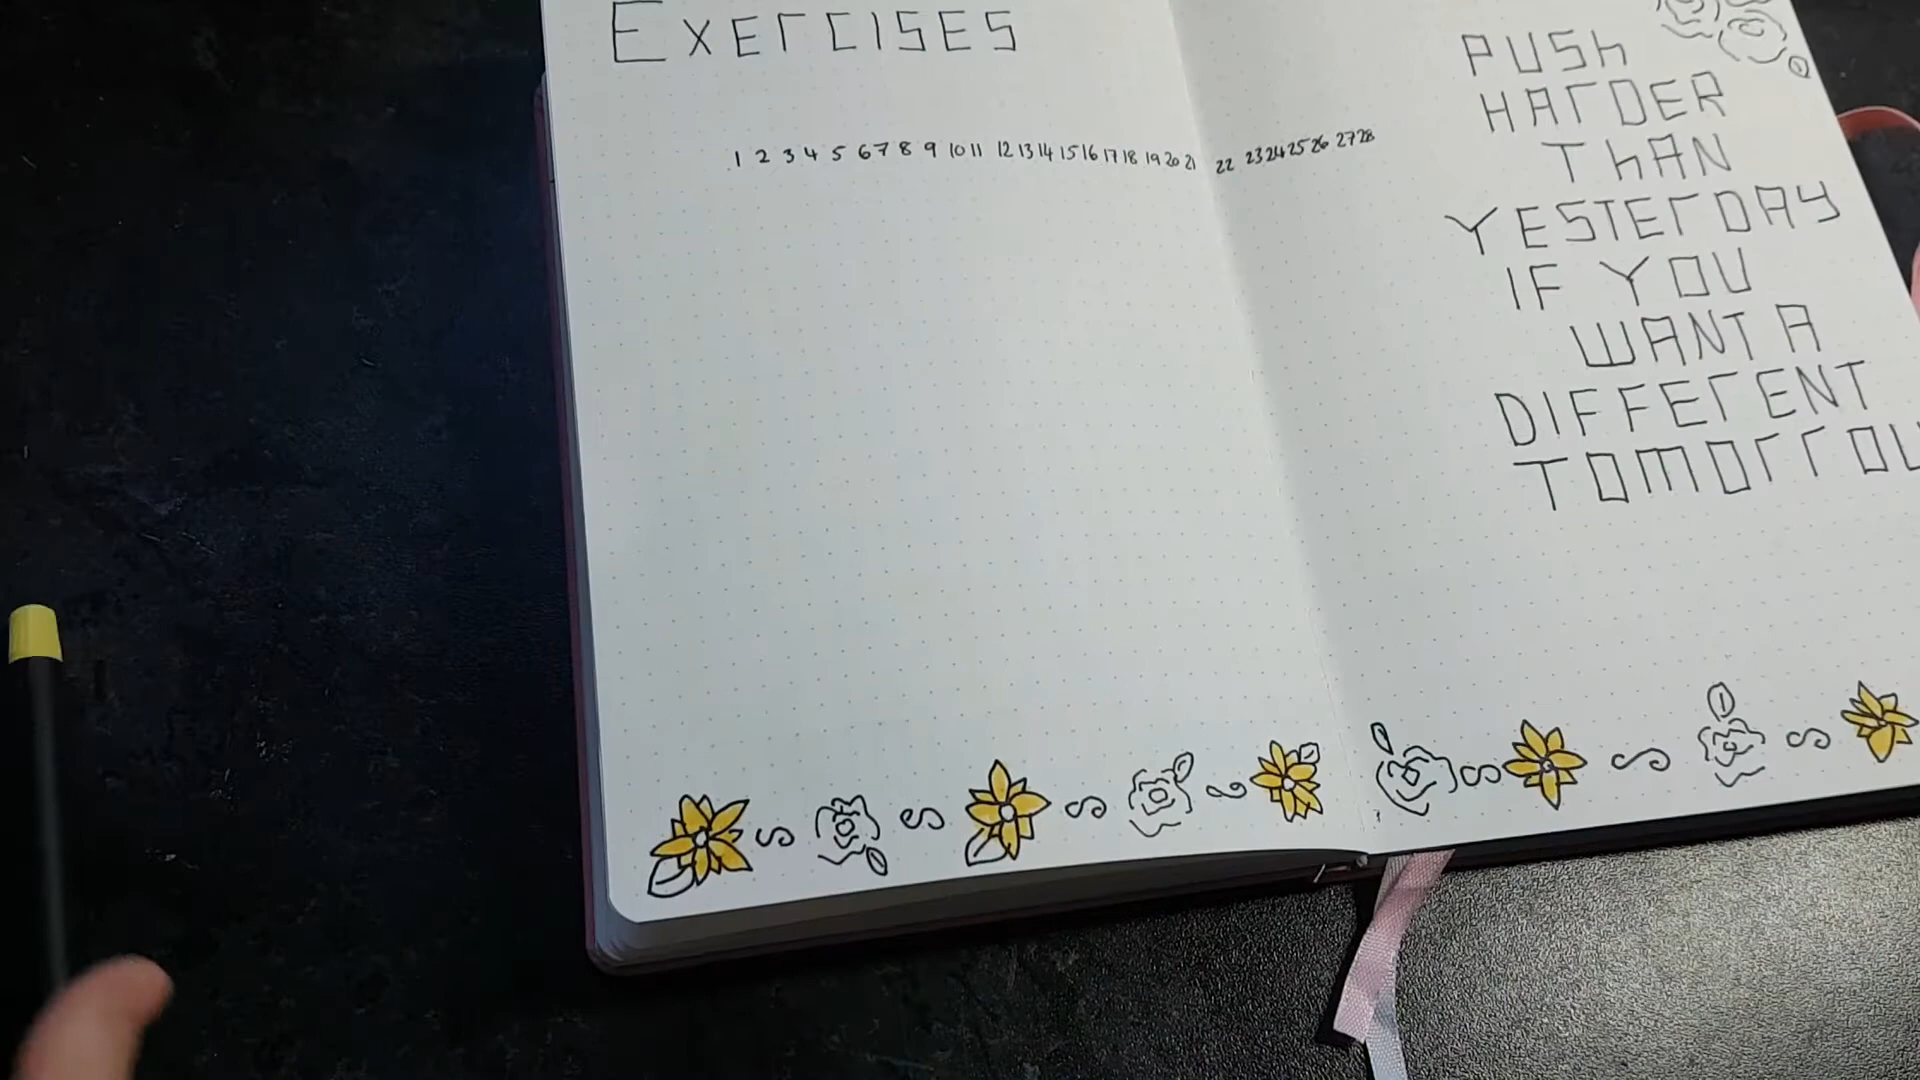 Exercises
1 2 3 4 5 6 7 8 9 10 11 12 13 14 15 16 17 18 19 20 21 22 23 24 25 26 27 28
PUSh
HArDER
ThAN
YESTErDAY
IF YOU
WANT A
DIFFErENT
TOMOrrOW